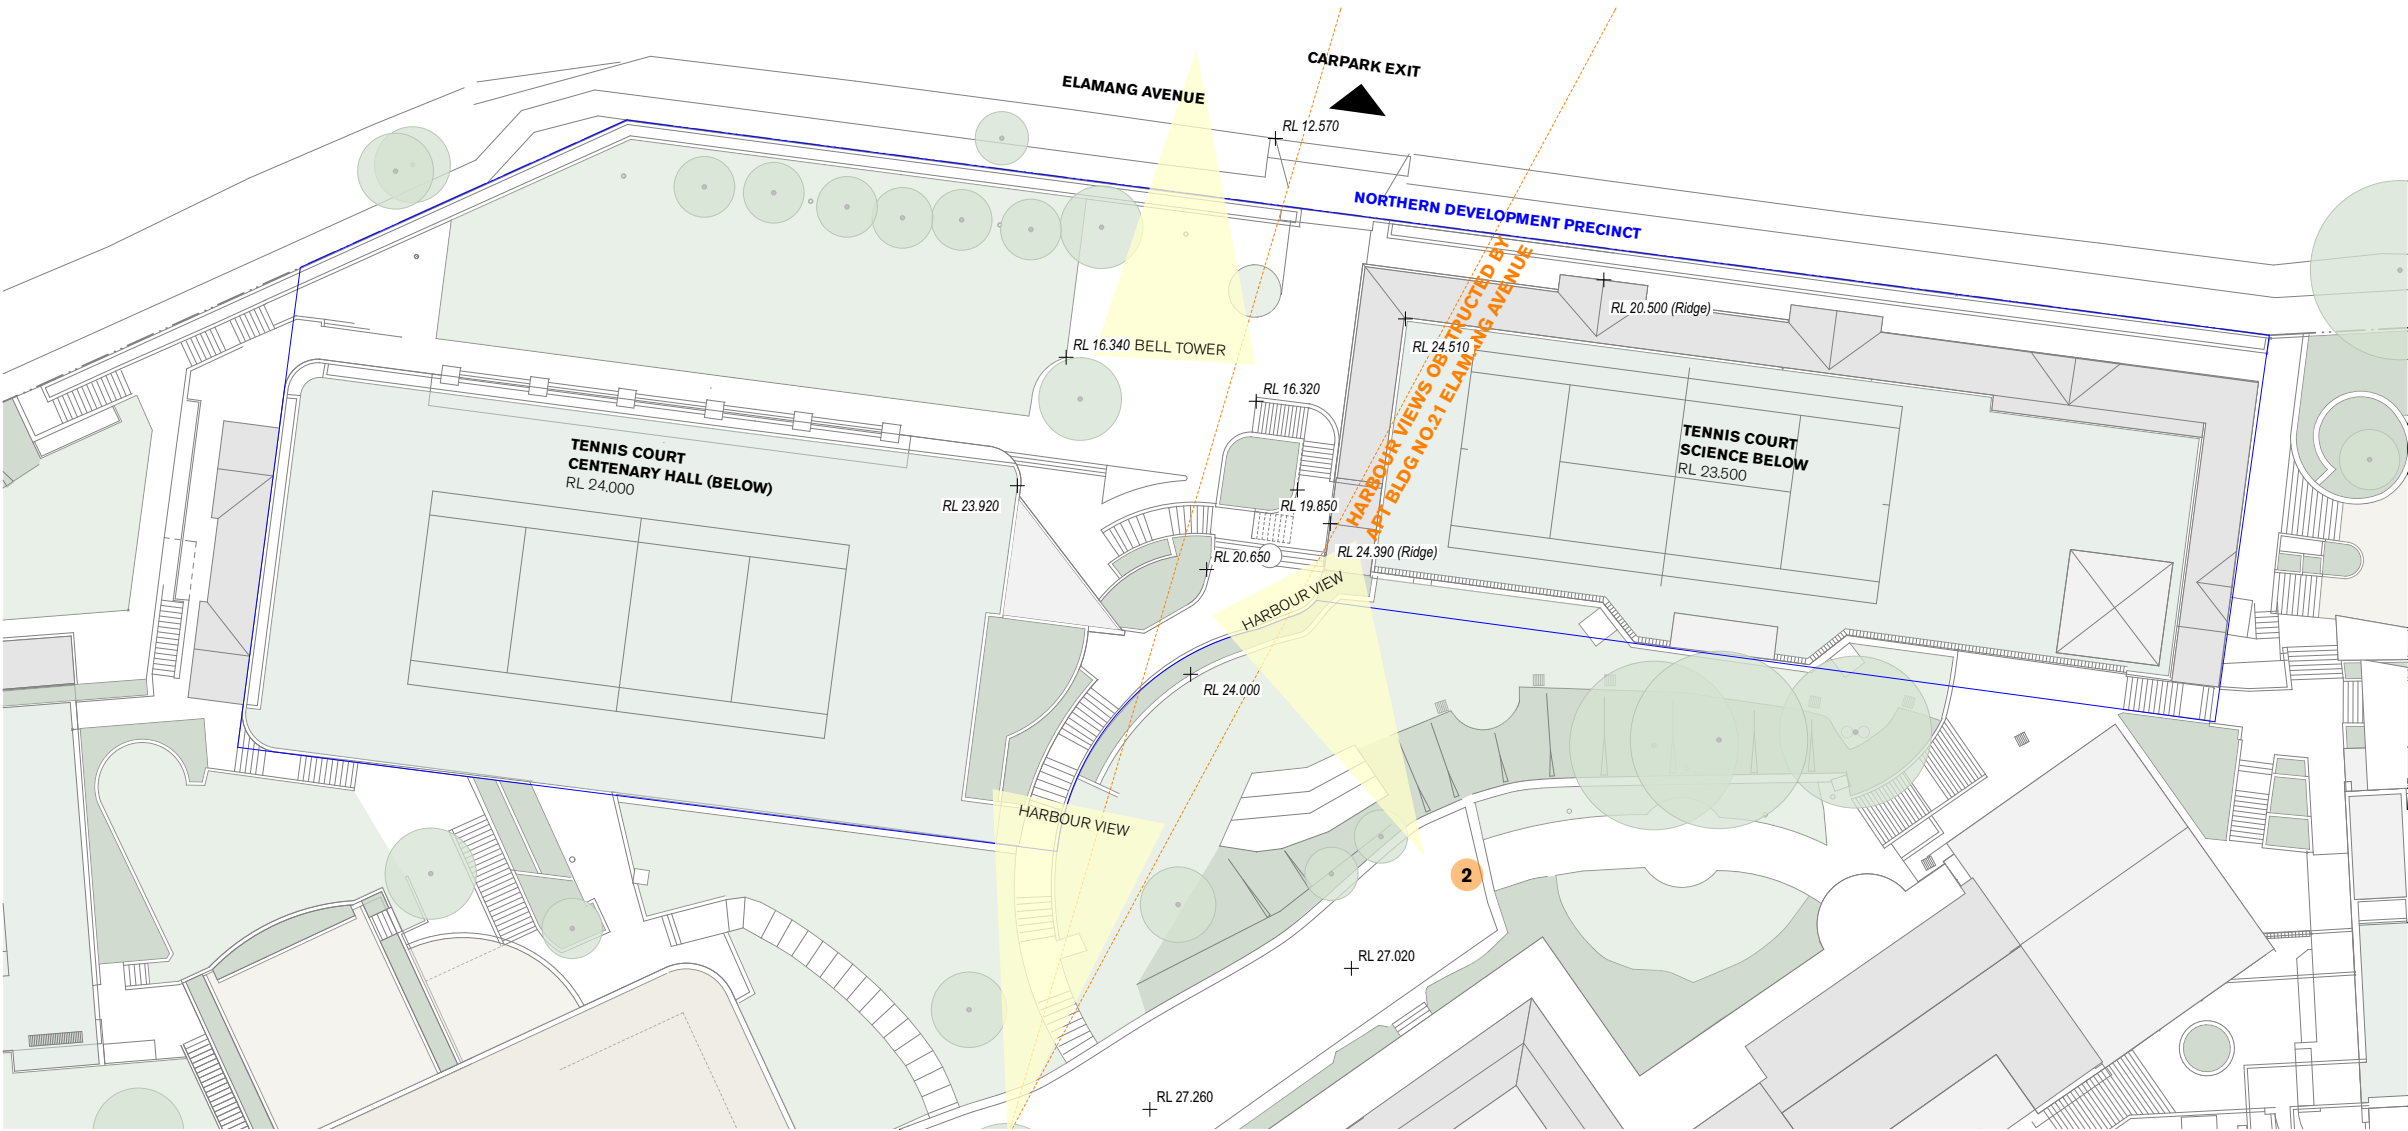 CARPARK EXIT
ELAMANG AVENUE
RL 12.570
NORTHERN DEVELOPMENT PRECINCT
HARBOUR VIEWS OBSTRUCTED BY
APT BLDG NO.21 ELAMANG AVENUE
RL 20.500 (Ridge)
RL 16.340
BELL TOWER
RL 24.510
RL 16.320
TENNIS COURT
CENTENARY HALL (BELOW)
RL 24.000
TENNIS COURT
SCIENCE BELOW
RL 23.500
RL 23.920
RL 19.850
RL 20.650
RL 24.390 (Ridge)
HARBOUR VIEW
RL 24.000
HARBOUR VIEW
2
RL 27.020
RL 27.260